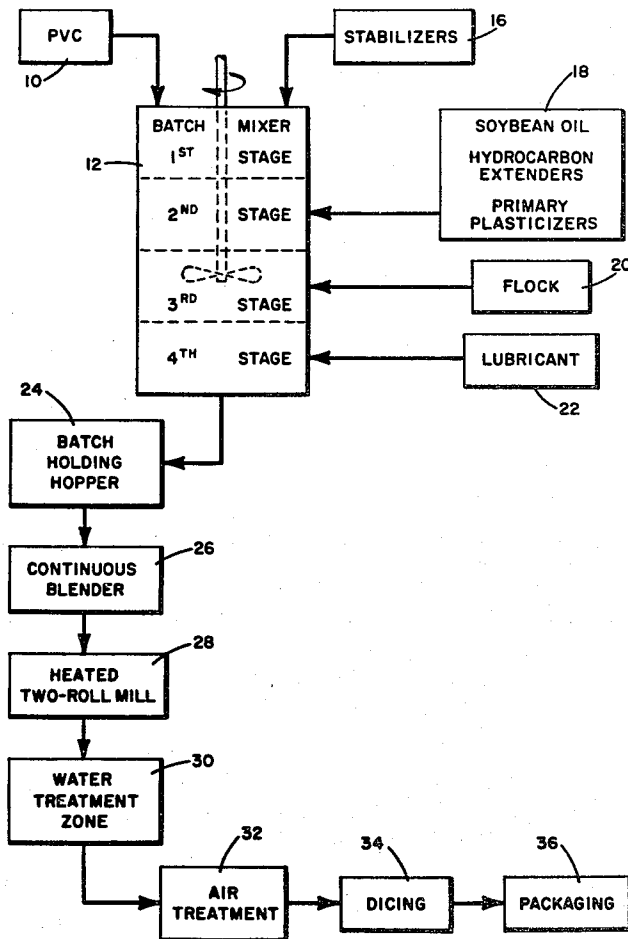 PVC
10
STABILIZERS
16
BATCH MIXER
1ST STAGE
12
2ND STAGE
3RD STAGE
4TH STAGE
18
SOYBEAN OIL
HYDROCARBON
EXTENDERS
PRIMARY
PLASTICIZERS
FLOCK
20
LUBRICANT
22
24
BATCH
HOLDING
HOPPER
26
CONTINUOUS
BLENDER
28
HEATED
TWO-ROLL MILL
30
WATER
TREATMENT
ZONE
32
AIR
TREATMENT
34
DICING
36
PACKAGING